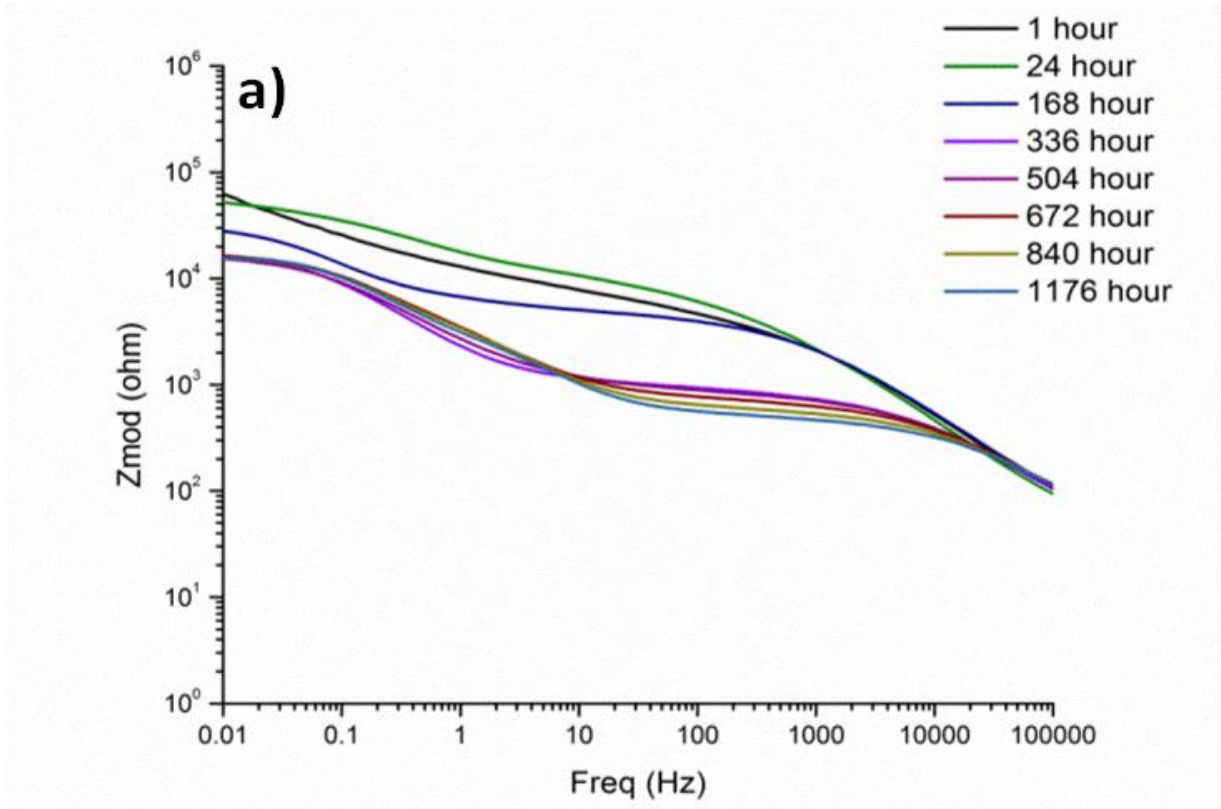 1 hour
24 hour
168 hour
336 hour
504 hour
672 hour
840 hour
1176 hour
a)
10^6
10^5
10^4
10^3
10^2
10^1
10^0
Zmod (ohm)
0.01 0.1 1 10 100 1000 10000 100000
Freq (Hz)